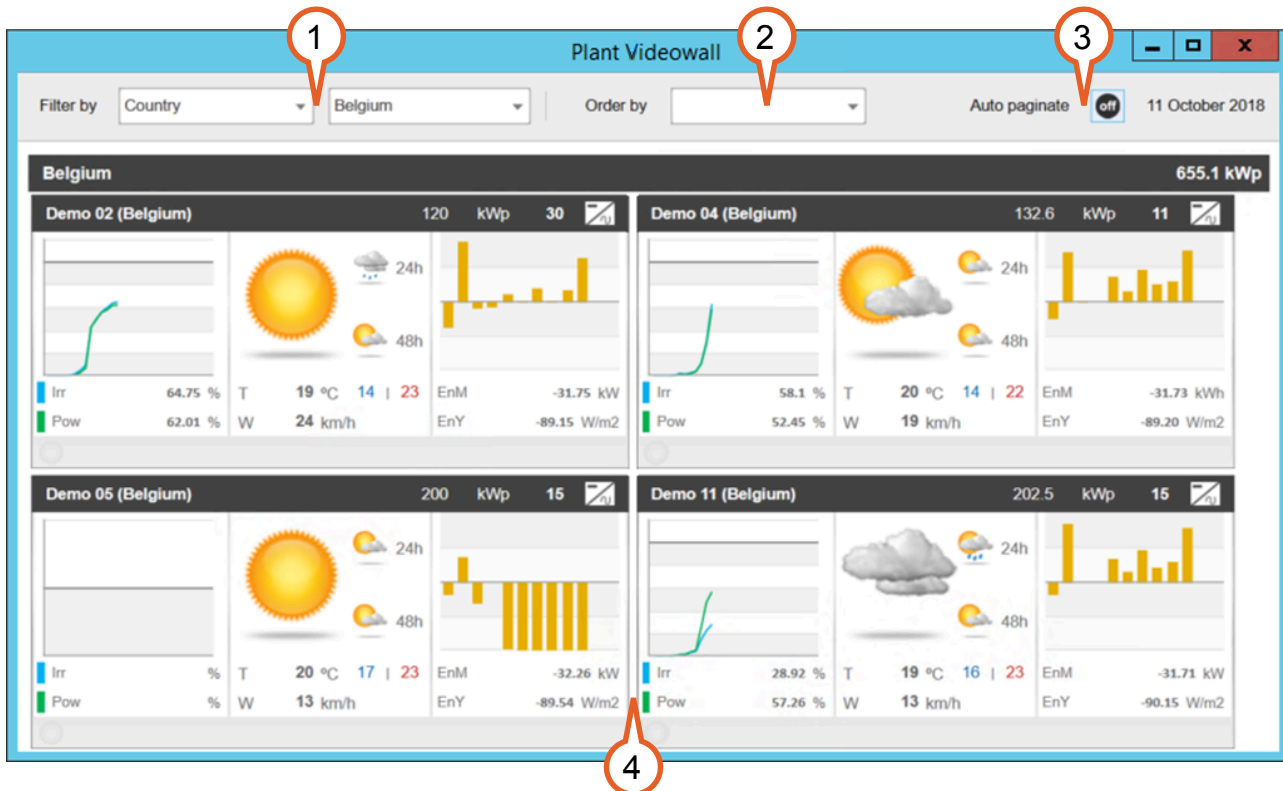 1 2 3
Plant Videowall x
Filter by Country Belgium Order by Auto paginate off 11 October 2018
Belgium 655.1 kWp
Demo 02 (Belgium) 120 kWp 30
24h
48h
Irr 64.75 % T 19 ºC 14 | 23 EnM -31.75 kW
Pow 62.01 % W 24 km/h EnY -89.15 W/m2
Demo 04 (Belgium) 132.6 kWp 11
24h
48h
Irr 58.1 % T 20 ºC 14 | 22 EnM -31.73 kWh
Pow 52.45 % W 19 km/h EnY -89.20 W/m2
Demo 05 (Belgium) 200 kWp 15
24h
48h
Irr % T 20 ºC 17 | 23 EnM -32.26 kW
Pow % W 13 km/h EnY -89.54 W/m2
Demo 11 (Belgium) 202.5 kWp 15
24h
48h
Irr 28.92 % T 19 ºC 16 | 23 EnM -31.71 kW
Pow 57.26 % W 13 km/h EnY -90.15 W/m2
4